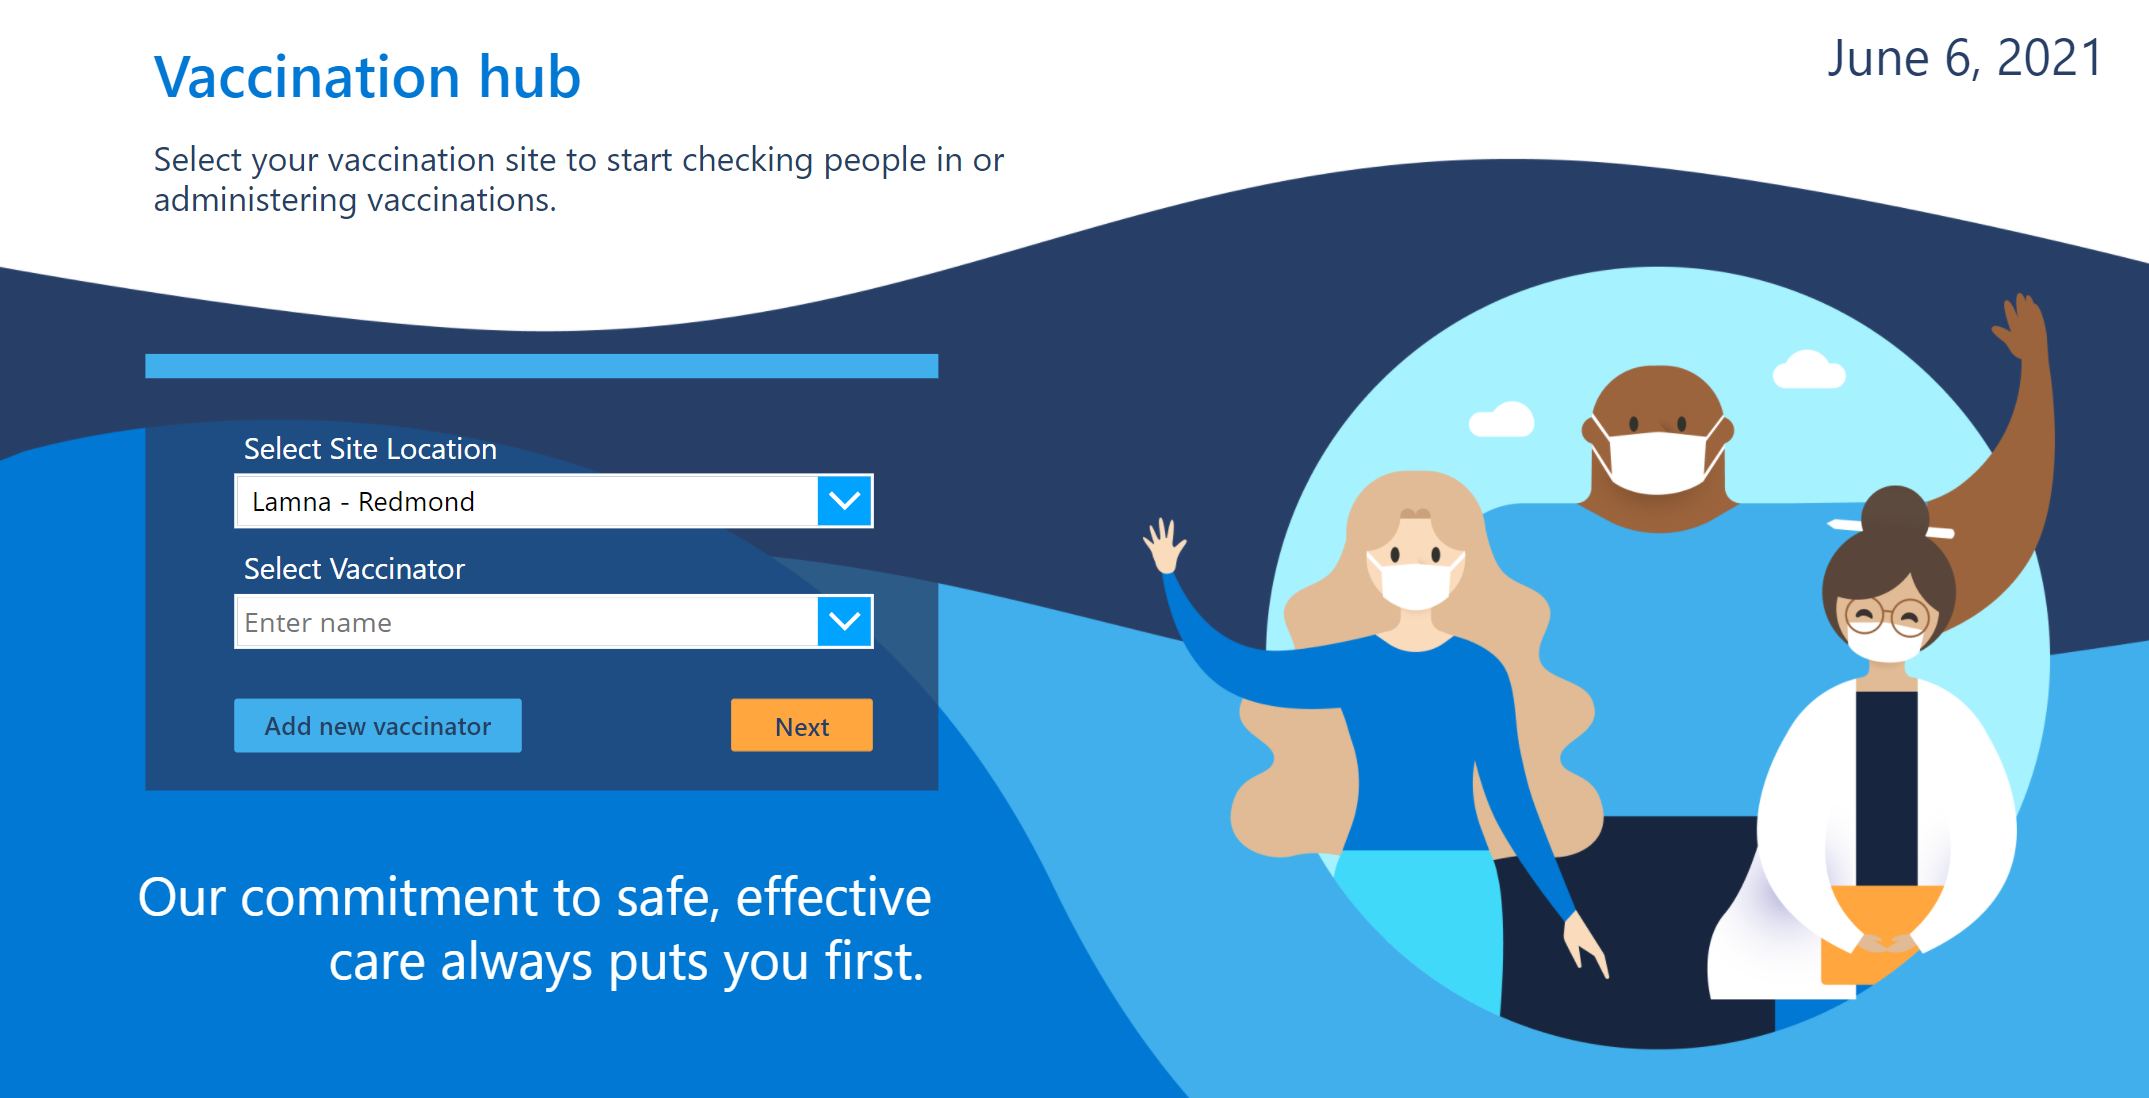 Vaccination hub
June 6, 2021
Select your vaccination site to start checking people in or
administering vaccinations.
Select Site Location
Lamna - Redmond
Select Vaccinator
Enter name
Add new vaccinator
Next
Our commitment to safe, effective
care always puts you first.